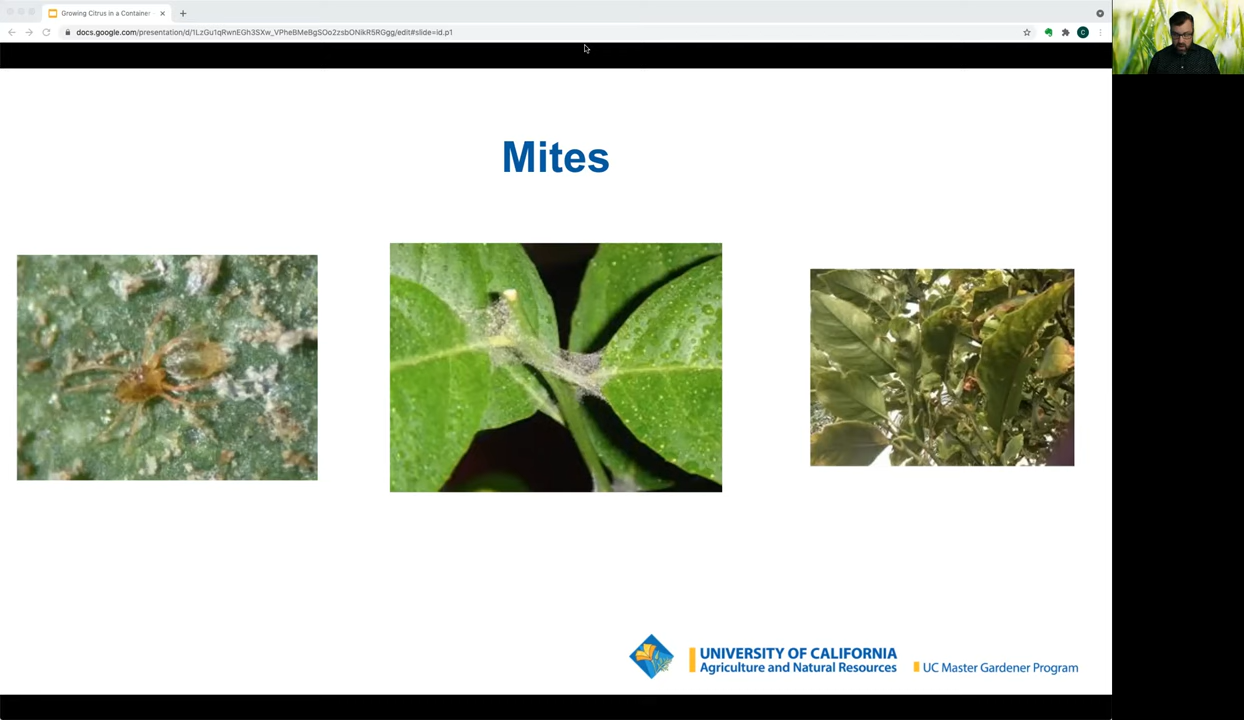 Growing Citrus in a Container
docs.google.com/presentation/d/1LzGu1qRwnEGh3SXw_VPheBMeBgSOo2zsbONikR5RGgg/edit#slide=id.p1
C
Mites
UNIVERSITY OF CALIFORNIA
Agriculture and Natural Resources
UC Master Gardener Program